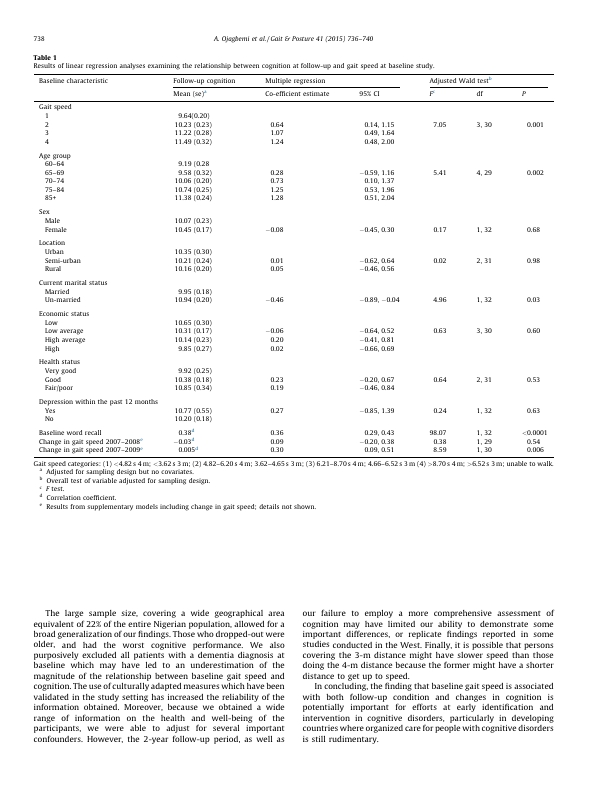 738
A. Ojagbemi et al. / Gait & Posture 41 (2015) 736–740
Table 1
Results of linear regression analyses examining the relationship between cognition at follow-up and gait speed at baseline study.
Baseline characteristic Follow-up cognition Multiple regression Adjusted Wald test^b
Mean (se)^a Co-efficient estimate 95% CI F^c df P
Gait speed
1 9.64(0.20)
2 10.23 (0.23) 0.64 0.14, 1.15 7.05 3, 30 0.001
3 11.22 (0.28) 1.07 0.49, 1.64
4 11.49 (0.32) 1.24 0.48, 2.00
Age group
60–64 9.19 (0.28
65–69 9.58 (0.32) 0.28 −0.59, 1.16 5.41 4, 29 0.002
70–74 10.06 (0.20) 0.73 0.10, 1.37
75–84 10.74 (0.25) 1.25 0.53, 1.96
85+ 11.38 (0.24) 1.28 0.51, 2.04
Sex
Male 10.07 (0.23)
Female 10.45 (0.17) −0.08 −0.45, 0.30 0.17 1, 32 0.68
Location
Urban 10.35 (0.30)
Semi-urban 10.21 (0.24) 0.01 −0.62, 0.64 0.02 2, 31 0.98
Rural 10.16 (0.20) 0.05 −0.46, 0.56
Current marital status
Married 9.95 (0.18)
Un-married 10.94 (0.20) −0.46 −0.89, −0.04 4.96 1, 32 0.03
Economic status
Low 10.65 (0.30)
Low average 10.31 (0.17) −0.06 −0.64, 0.52 0.63 3, 30 0.60
High average 10.14 (0.23) 0.20 −0.41, 0.81
High 9.85 (0.27) 0.02 −0.66, 0.69
Health status
Very good 9.92 (0.25)
Good 10.38 (0.18) 0.23 −0.20, 0.67 0.64 2, 31 0.53
Fair/poor 10.85 (0.34) 0.19 −0.46, 0.84
Depression within the past 12 months
Yes 10.77 (0.55) 0.27 −0.85, 1.39 0.24 1, 32 0.63
No 10.20 (0.18)
Baseline word recall 0.38^d 0.36 0.29, 0.43 98.07 1, 32 <0.0001
Change in gait speed 2007–2008^e −0.03^d 0.09 −0.20, 0.38 0.38 1, 29 0.54
Change in gait speed 2007–2009^e 0.005^d 0.30 0.09, 0.51 8.59 1, 30 0.006
Gait speed categories: (1) <4.82 s 4 m; <3.62 s 3 m; (2) 4.82–6.20 s 4 m; 3.62–4.65 s 3 m; (3) 6.21–8.70 s 4 m; 4.66–6.52 s 3 m (4) >8.70 s 4 m; >6.52 s 3 m; unable to walk.
a Adjusted for sampling design but no covariates.
b Overall test of variable adjusted for sampling design.
c F test.
d Correlation coefficient.
e Results from supplementary models including change in gait speed; details not shown.
The large sample size, covering a wide geographical area
equivalent of 22% of the entire Nigerian population, allowed for a
broad generalization of our findings. Those who dropped-out were
older, and had the worst cognitive performance. We also
purposively excluded all patients with a dementia diagnosis at
baseline which may have led to an underestimation of the
magnitude of the relationship between baseline gait speed and
cognition. The use of culturally adapted measures which have been
validated in the study setting has increased the reliability of the
information obtained. Moreover, because we obtained a wide
range of information on the health and well-being of the
participants, we were able to adjust for several important
confounders. However, the 2-year follow-up period, as well as
our failure to employ a more comprehensive assessment of
cognition may have limited our ability to demonstrate some
important differences, or replicate findings reported in some
studies conducted in the West. Finally, it is possible that persons
covering the 3-m distance might have slower speed than those
doing the 4-m distance because the former might have a shorter
distance to get up to speed.
In concluding, the finding that baseline gait speed is associated
with both follow-up cognition and changes in cognition is
potentially important for efforts at early identification and
intervention in cognitive disorders, particularly in developing
countries where organized care for people with cognitive disorders
is still rudimentary.